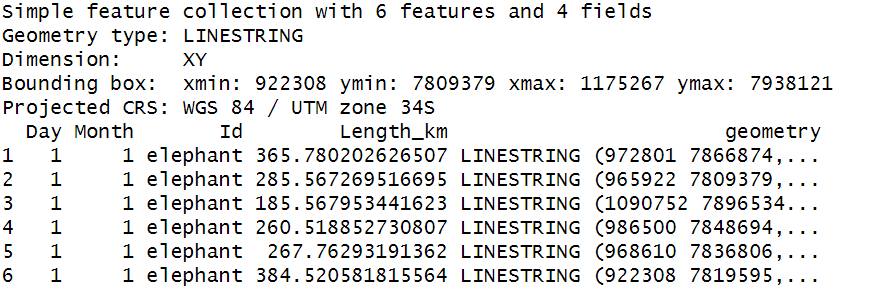 Simple feature collection with 6 features and 4 fields
Geometry type: LINESTRING
Dimension:     XY
Bounding box:  xmin: 922308 ymin: 7809379 xmax: 1175267 ymax: 7938121
Projected CRS: WGS 84 / UTM zone 34S
  Day Month       Id        Length_km                       geometry
1   1     1 elephant 365.780202626507 LINESTRING (972801 7866874,...
2   1     1 elephant 285.567269516695 LINESTRING (965922 7809379,...
3   1     1 elephant 185.567953441623 LINESTRING (1090752 7896534...
4   1     1 elephant 260.518852730807 LINESTRING (986500 7848694,...
5   1     1 elephant  267.76293191362 LINESTRING (968610 7836806,...
6   1     1 elephant 384.520581815564 LINESTRING (922308 7819595,...